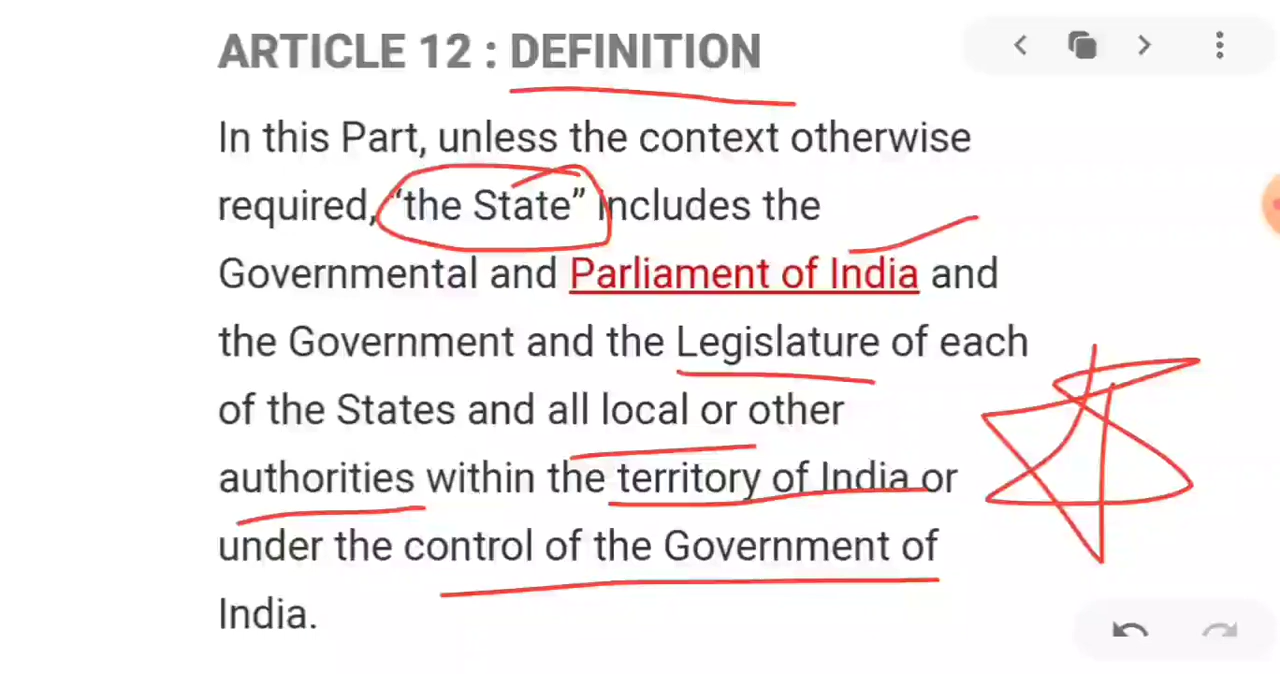 ARTICLE 12 : DEFINITION
In this Part, unless the context otherwise
required, “the State” includes the
Governmental and Parliament of India and
the Government and the Legislature of each
of the States and all local or other
authorities within the territory of India or
under the control of the Government of
India.